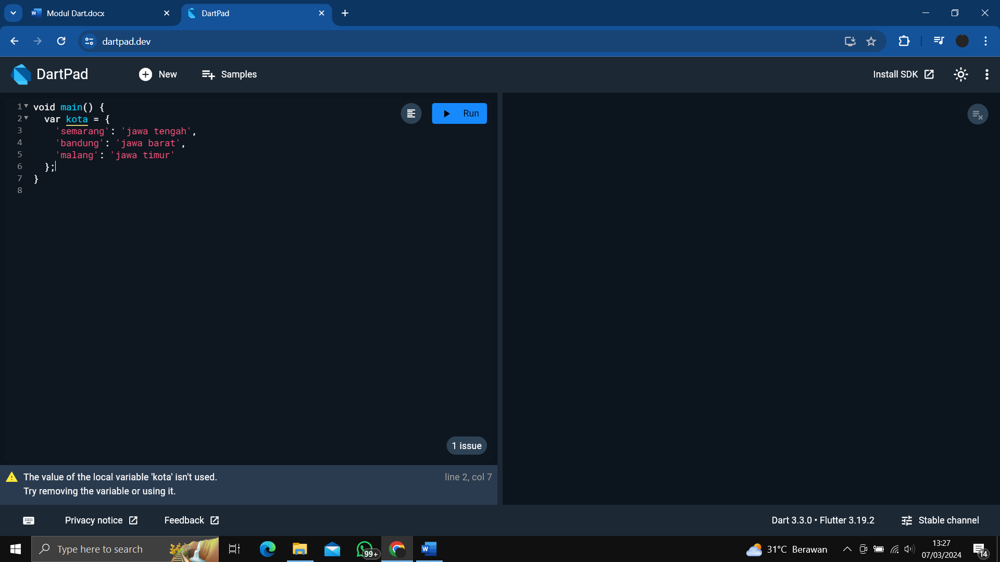 Modul Dart.docx
DartPad
dartpad.dev
DartPad
New
Samples
Install SDK
1 void main() {
2   var kota = {
3     'semarang': 'jawa tengah',
4     'bandung': 'jawa barat',
5     'malang': 'jawa timur'
6   };
7 }
8
Run
1 issue
The value of the local variable 'kota' isn't used.
line 2, col 7
Try removing the variable or using it.
Privacy notice
Feedback
Dart 3.3.0 • Flutter 3.19.2
Stable channel
Type here to search
99+
31°C Berawan
13:27
07/03/2024
14